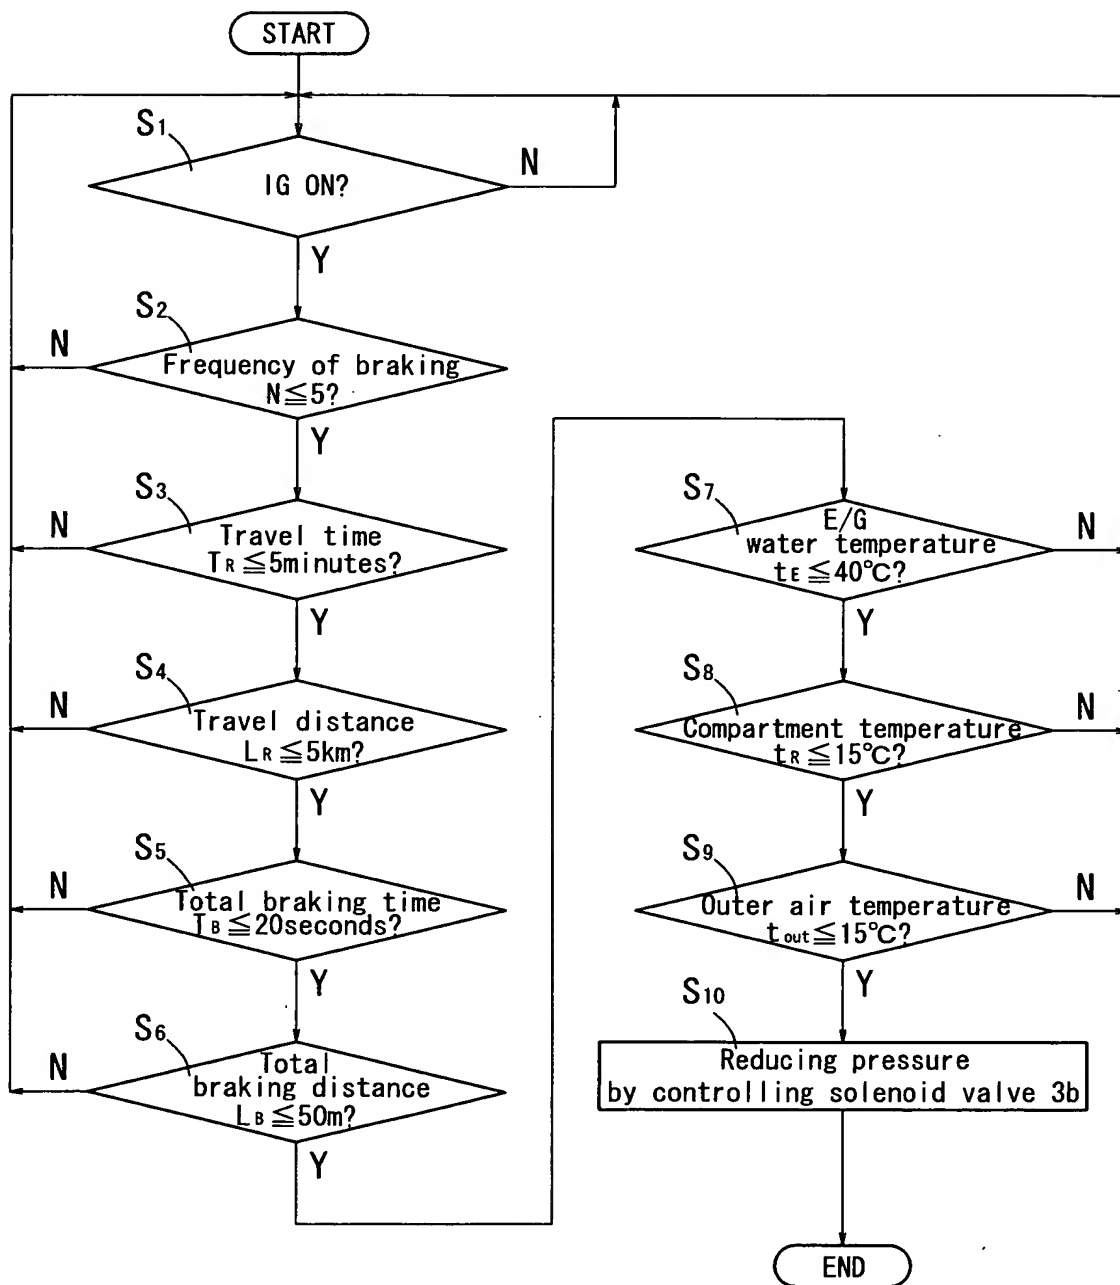 START
S1
IG ON?
N
Y
S2
Frequency of braking
N≦5?
N
Y
S3
Travel time
TR≦5minutes?
N
Y
S4
Travel distance
LR≦5km?
N
Y
S5
Total braking time
TB≦20seconds?
N
Y
S6
Total
braking distance
LB≦50m?
N
Y
S7
E/G
water temperature
tE≦40℃?
N
Y
S8
Compartment temperature
tR≦15℃?
N
Y
S9
Outer air temperature
tout≦15℃?
N
Y
S10
Reducing pressure
by controlling solenoid valve 3b
END